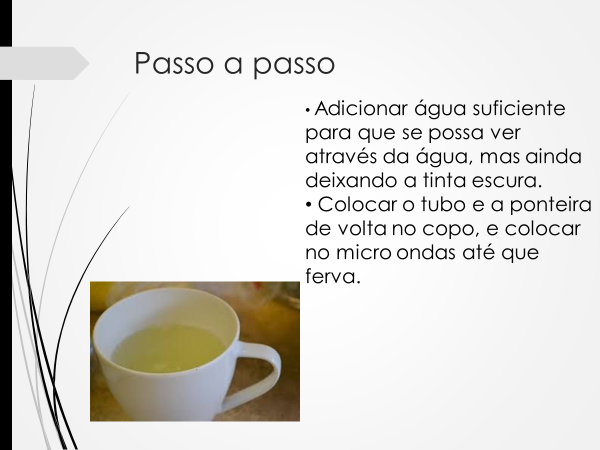 Passo a passo
• Adicionar água suficiente
para que se possa ver
através da água, mas ainda
deixando a tinta escura.
• Colocar o tubo e a ponteira
de volta no copo, e colocar
no micro ondas até que
ferva.